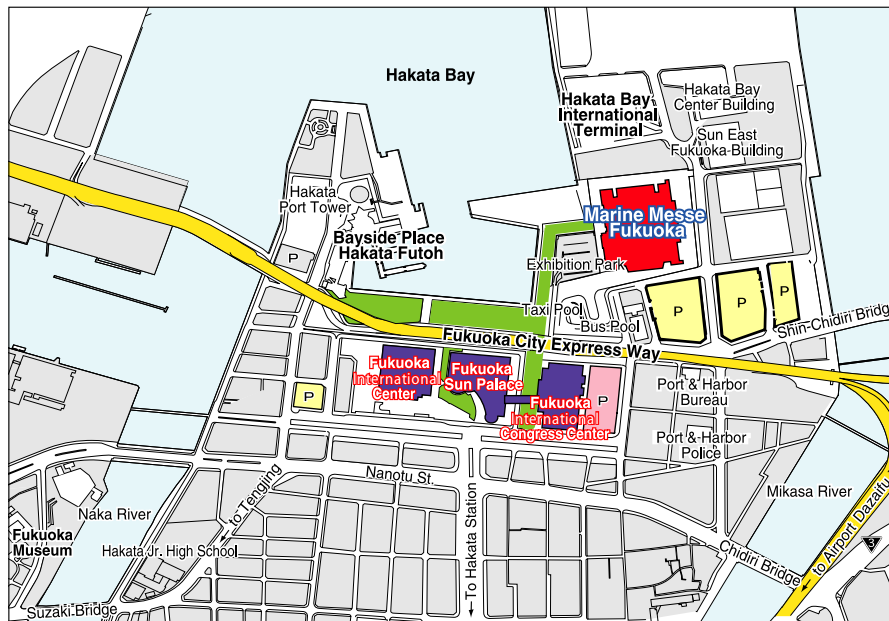 Hakata Bay
Hakata Bay
International
Terminal
Hakata Bay
Center Building
Sun East
Fukuoka Building
Hakata
Port Tower
Marine Messe
Fukuoka
Bayside Place
Hakata Futoh
P
Exhibition Park
Taxi Pool
Bus Pool
P
P
P
Shin-Chidiri Bridg
Fukuoka City Exprress Way
Fukuoka
International
Center
Fukuoka
Sun Palace
Fukuoka
International
Congress Center
P
P
Port & Harbor
Bureau
Port & Harbor
Police
Nanotu St.
to Tengjing
To Hakata Station
Mikasa River
Naka River
Fukuoka
Museum
Hakata Jr. High School
Chidiri Bridge
to Airport Dazaifu
3
Suzaki Bridge